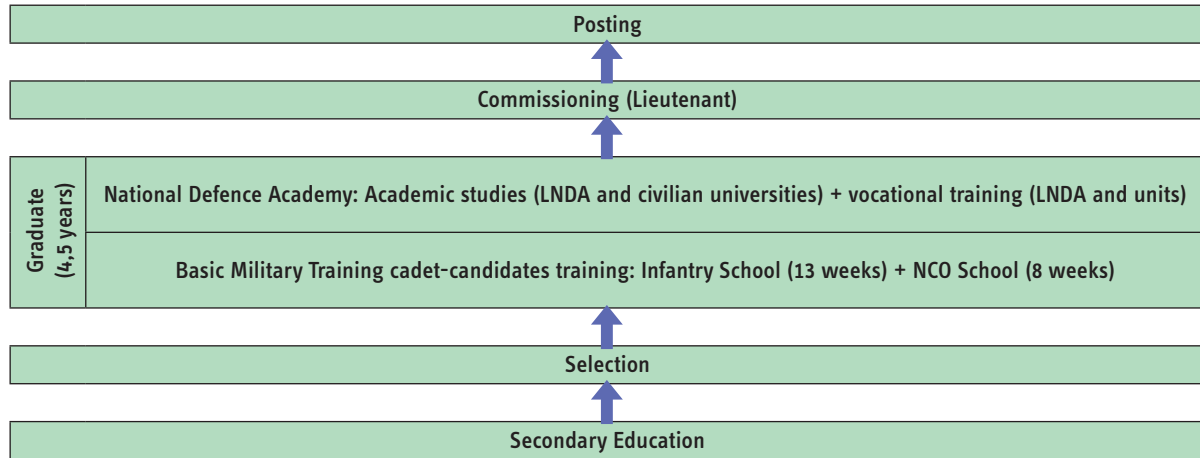 Posting
Commissioning (Lieutenant)
Graduate
(4,5 years)
National Defence Academy: Academic studies (LNDA and civilian universities) + vocational training (LNDA and units)
Basic Military Training cadet-candidates training: Infantry School (13 weeks) + NCO School (8 weeks)
Selection
Secondary Education